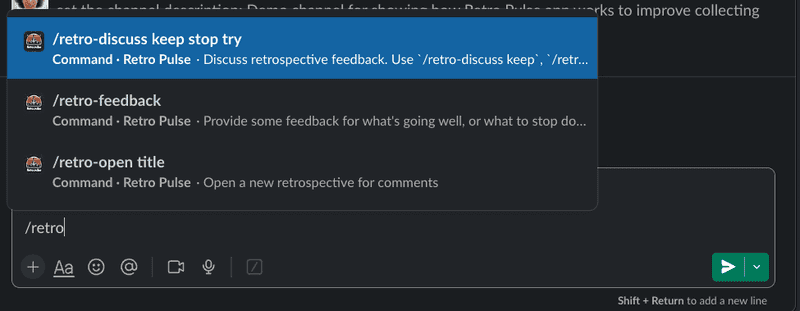 set the channel description: Demo channel for showing how Retro Pulse app works to improve collecting
/retro-discuss keep stop try
Command · Retro Pulse · Discuss retrospective feedback. Use `/retro-discuss keep`, `/retr...
/retro-feedback
Command · Retro Pulse · Provide some feedback for what's going well, or what to stop do...
/retro-open title
Command · Retro Pulse · Open a new retrospective for comments
/retro
Aa
Shift + Return to add a new line